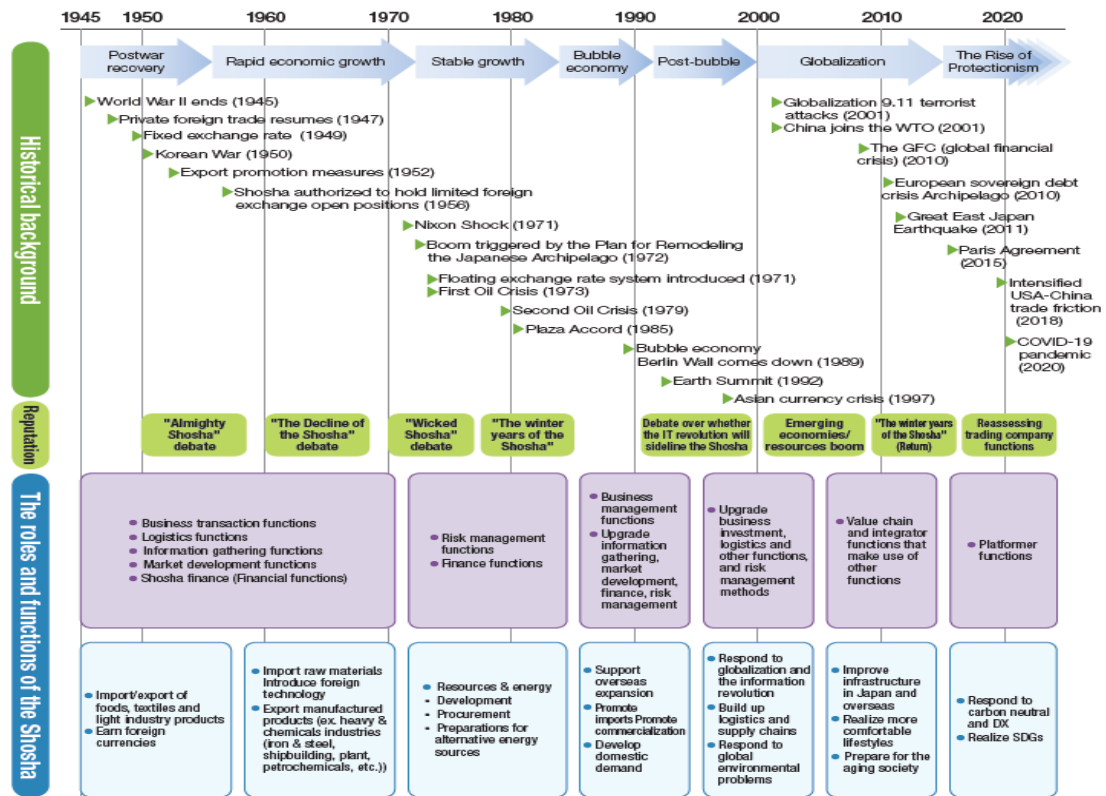 1945 1950 1960 1970 1980 1990 2000 2010 2020
Historical background
Postwar
recovery
Rapid economic growth
Stable growth
Bubble
economy
Post-bubble
Globalization
The Rise of
Protectionism
World War II ends (1945)
Private foreign trade resumes (1947)
Fixed exchange rate (1949)
Korean War (1950)
Export promotion measures (1952)
Shosha authorized to hold limited foreign
exchange open positions (1956)
Nixon Shock (1971)
Boom triggered by the Plan for Remodeling
the Japanese Archipelago (1972)
Floating exchange rate system introduced (1971)
First Oil Crisis (1973)
Second Oil Crisis (1979)
Plaza Accord (1985)
Bubble economy
Berlin Wall comes down (1989)
Earth Summit (1992)
Asian currency crisis (1997)
Globalization 9.11 terrorist
attacks (2001)
China joins the WTO (2001)
The GFC (global financial
crisis) (2010)
European sovereign debt
crisis Archipelago (2010)
Great East Japan
Earthquake (2011)
Paris Agreement
(2015)
Intensified
USA-China
trade friction
(2018)
COVID-19
pandemic
(2020)
Reputation
"Almighty
Shosha"
debate
"The Decline of
the Shosha"
debate
"Wicked
Shosha"
debate
"The winter
years of the
Shosha"
Debate over whether
the IT revolution will
sideline the Shosha
Emerging
economies/
resources boom
"The winter years
of the Shosha"
(Return)
Reassessing
trading company
functions
The roles and functions of the Shosha
Business transaction functions
Logistics functions
Information gathering functions
Market development functions
Shosha finance (Financial functions)
Risk management
functions
Finance functions
Business
management
functions
Upgrade
information
gathering,
market
development,
finance, risk
management
Upgrade
business
investment,
logistics and
other functions,
and risk
management
methods
Value chain
and integrator
functions that
make use of
other
functions
Platformer
functions
Import/export of
foods, textiles and
light industry products
Earn foreign
currencies
Import raw materials
Introduce foreign
technology
Export manufactured
products (ex. heavy &
chemicals industries
(iron & steel,
shipbuilding, plant,
petrochemicals, etc.))
Resources & energy
Development
Procurement
Preparations for
alternative energy
sources
Support
overseas
expansion
Promote
imports Promote
commercialization
Develop
domestic
demand
Respond to
globalization and
the information
revolution
Build up
logistics and
supply chains
Respond to
global
environmental
problems
Improve
infrastructure
in Japan and
overseas
Realize more
comfortable
lifestyles
Prepare for the
aging society
Respond to
carbon neutral
and DX
Realize SDGs